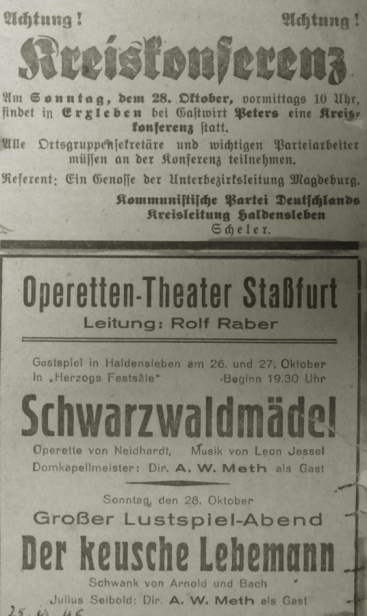 Achtung! Achtung!
Kreiskonferenz
Am Sonntag, dem 28. Oktober, vormittags 10 Uhr,
findet in Erxleben bei Gastwirt Peters eine Kreis-
konferenz statt.
Alle Ortsgruppensekretäre und wichtigen Parteiarbeiter
müssen an der Konferenz teilnehmen.
Referent: Ein Genosse der Unterbezirksleitung Magdeburg.
Kommunistische Partei Deutschlands
Kreisleitung Haldensleben
Scheler.
Operetten-Theater Staßfurt
Leitung: Rolf Raber
Gastspiel in Haldensleben am 26. und 27. Oktober
In „Herzogs Festsäle" Beginn 19.30 Uhr
Schwarzwaldmädel
Operette von Neidhardt, Musik von Leon Jessel
Domkapellmeister: Dir. A. W. Meth als Gast
Sonntag, den 28. Oktober
Großer Lustspiel-Abend
Der keusche Lebemann
Schwank von Arnold und Bach
Julius Seibold: Dir. A. W. Meth als Gast